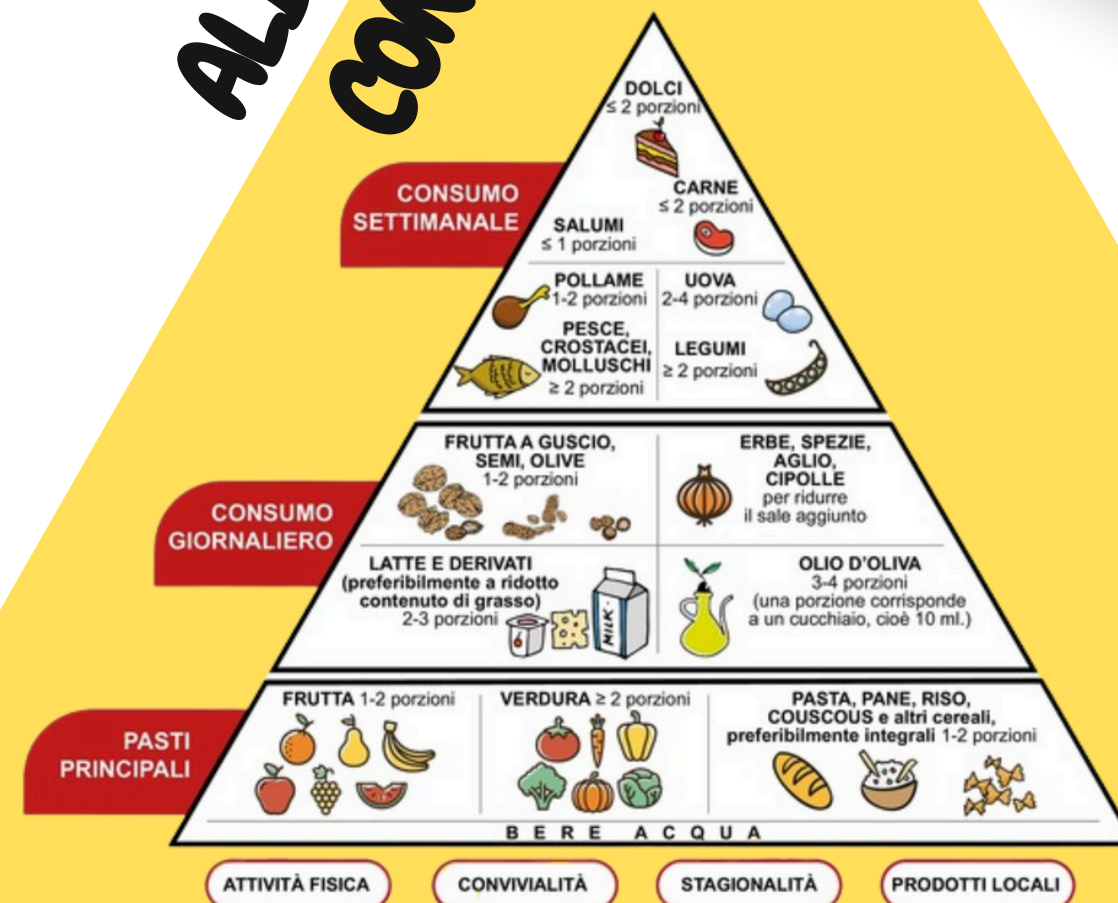 DOLCI
≤ 2 porzioni
CONSUMO
SETTIMANALE
CARNE
≤ 2 porzioni
SALUMI
≤ 1 porzioni
POLLAME
1-2 porzioni
UOVA
2-4 porzioni
PESCE,
CROSTACEI,
MOLLUSCHI
≥ 2 porzioni
LEGUMI
≥ 2 porzioni
CONSUMO
GIORNALIERO
FRUTTA A GUSCIO,
SEMI, OLIVE
1-2 porzioni
ERBE, SPEZIE,
AGLIO,
CIPOLLE
per ridurre
il sale aggiunto
LATTE E DERIVATI
(preferibilmente a ridotto
contenuto di grasso)
2-3 porzioni
MILK
OLIO D'OLIVA
3-4 porzioni
(una porzione corrisponde
a un cucchiaio, cioè 10 ml.)
PASTI
PRINCIPALI
FRUTTA 1-2 porzioni
VERDURA ≥ 2 porzioni
PASTA, PANE, RISO,
COUSCOUS e altri cereali,
preferibilmente integrali 1-2 porzioni
BERE ACQUA
ATTIVITÀ FISICA
CONVIVIALITÀ
STAGIONALITÀ
PRODOTTI LOCALI